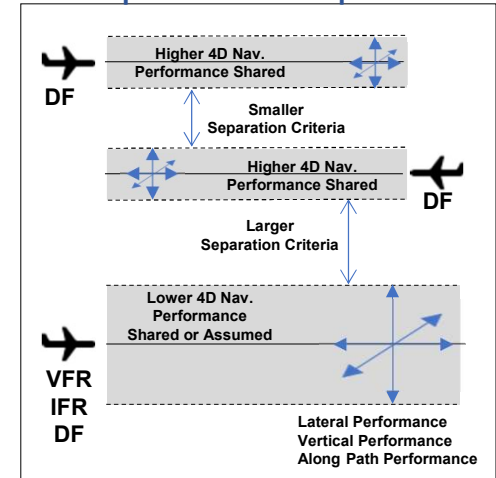 Higher 4D Nav.
Performance Shared
DF
Smaller
Separation Criteria
Higher 4D Nav.
Performance Shared
DF
Larger
Separation Criteria
Lower 4D Nav.
Performance
Shared or Assumed
VFR
IFR
DF
Lateral Performance
Vertical Performance
Along Path Performance